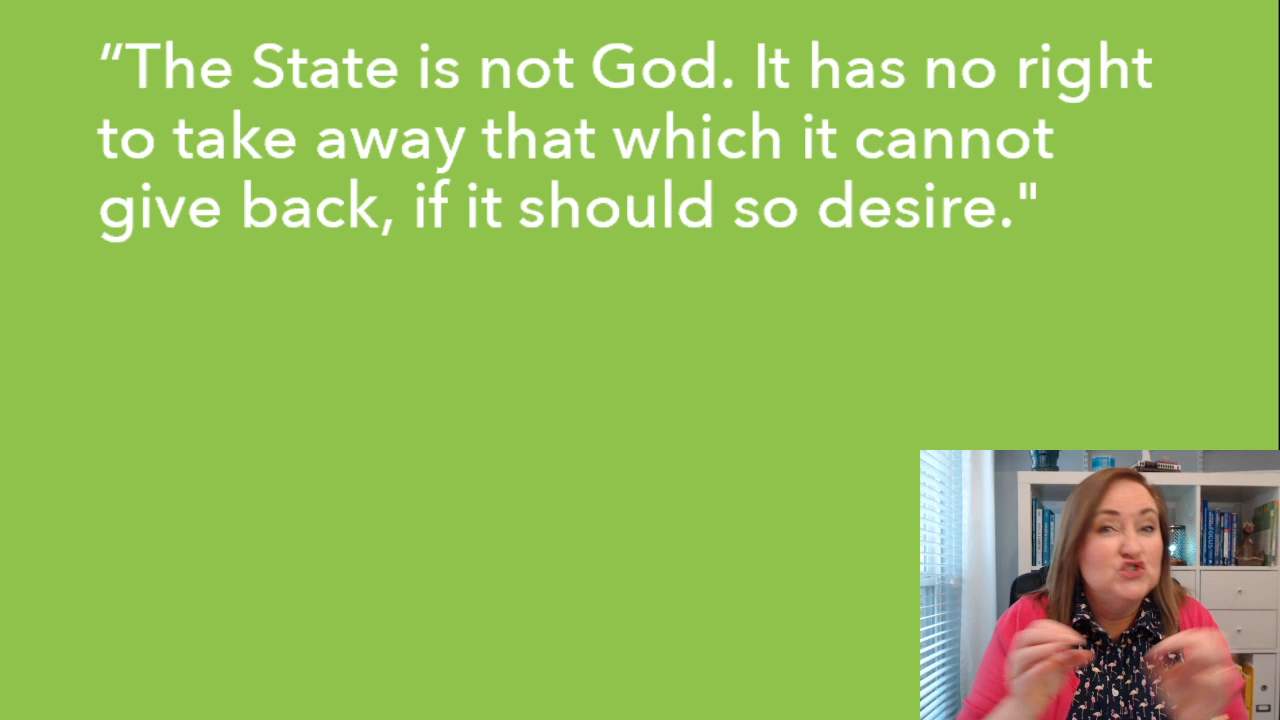 “The State is not God. It has no right
to take away that which it cannot
give back, if it should so desire."